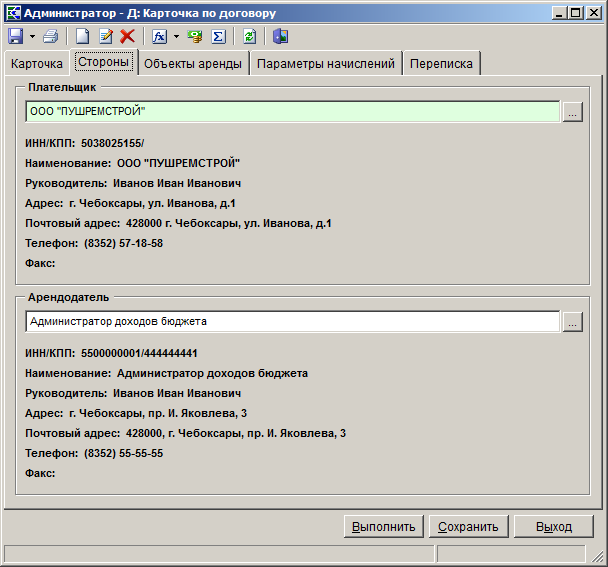 Администратор - Д: Карточка по договору
Карточка Стороны Объекты аренды Параметры начислений Переписка
Плательщик
ООО "ПУШРЕМСТРОЙ" ...
ИНН/КПП: 5038025155/
Наименование: ООО "ПУШРЕМСТРОЙ"
Руководитель: Иванов Иван Иванович
Адрес: г. Чебоксары, ул. Иванова, д.1
Почтовый адрес: 428000 г. Чебоксары, ул. Иванова, д.1
Телефон: (8352) 57-18-58
Факс:
Арендодатель
Администратор доходов бюджета ...
ИНН/КПП: 5500000001/444444441
Наименование: Администратор доходов бюджета
Руководитель: Иванов Иван Иванович
Адрес: г. Чебоксары, пр. И. Яковлева, 3
Почтовый адрес: 428000, г. Чебоксары, пр. И. Яковлева, 3
Телефон: (8352) 55-55-55
Факс:
Выполнить Сохранить Выход